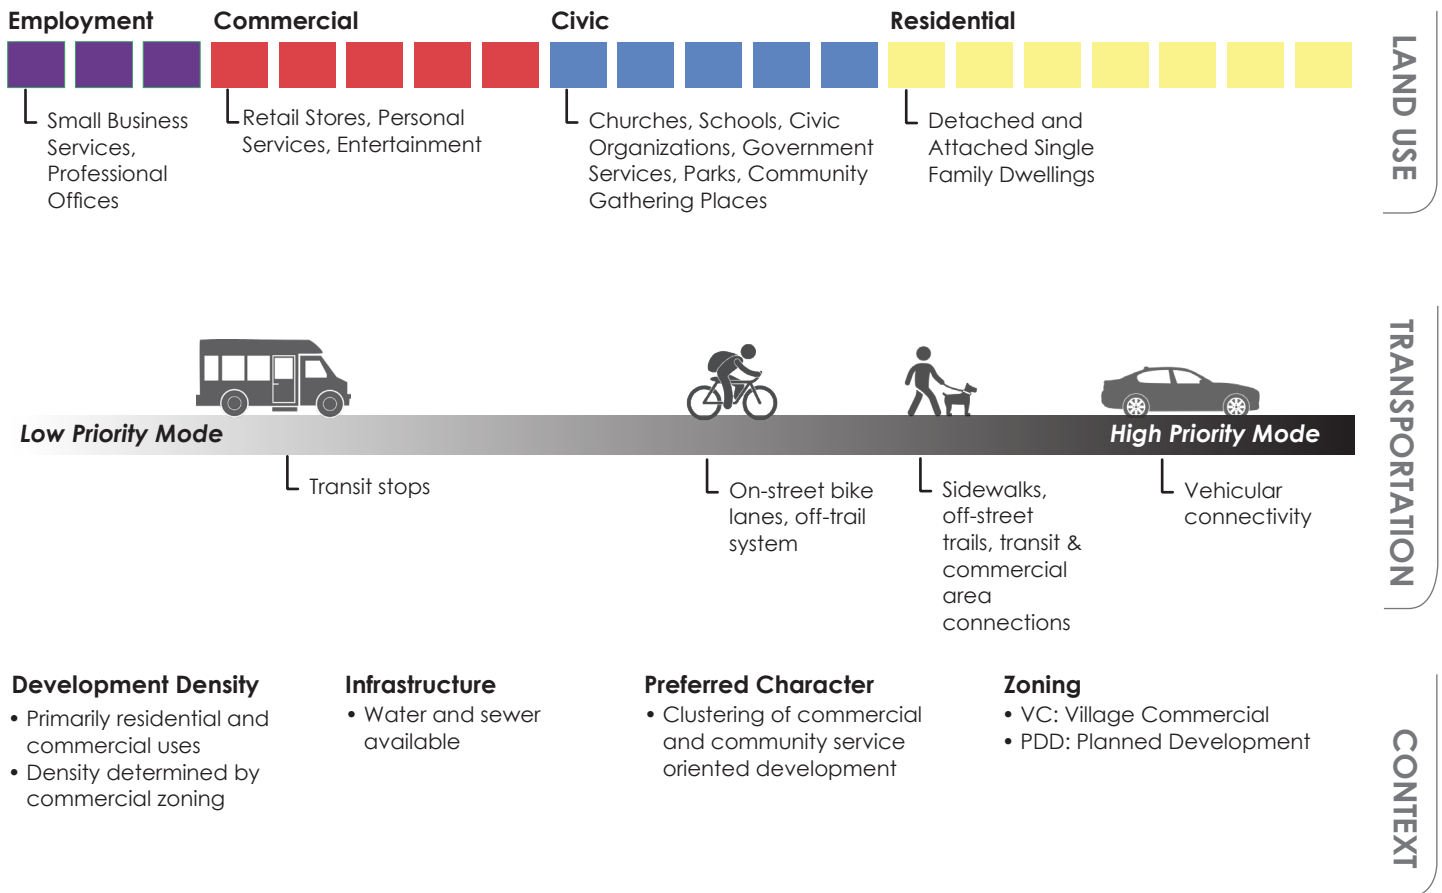 Employment
Commercial
Civic
Residential
Small Business
Services,
Professional
Offices
Retail Stores, Personal
Services, Entertainment
Churches, Schools, Civic
Organizations, Government
Services, Parks, Community
Gathering Places
Detached and
Attached Single
Family Dwellings
LAND USE
Low Priority Mode
High Priority Mode
Transit stops
On-street bike
lanes, off-trail
system
Sidewalks,
off-street
trails, transit &
commercial
area
connections
Vehicular
connectivity
TRANSPORTATION
Development Density
• Primarily residential and
commercial uses
• Density determined by
commercial zoning
Infrastructure
• Water and sewer
available
Preferred Character
• Clustering of commercial
and community service
oriented development
Zoning
• VC: Village Commercial
• PDD: Planned Development
CONTEXT